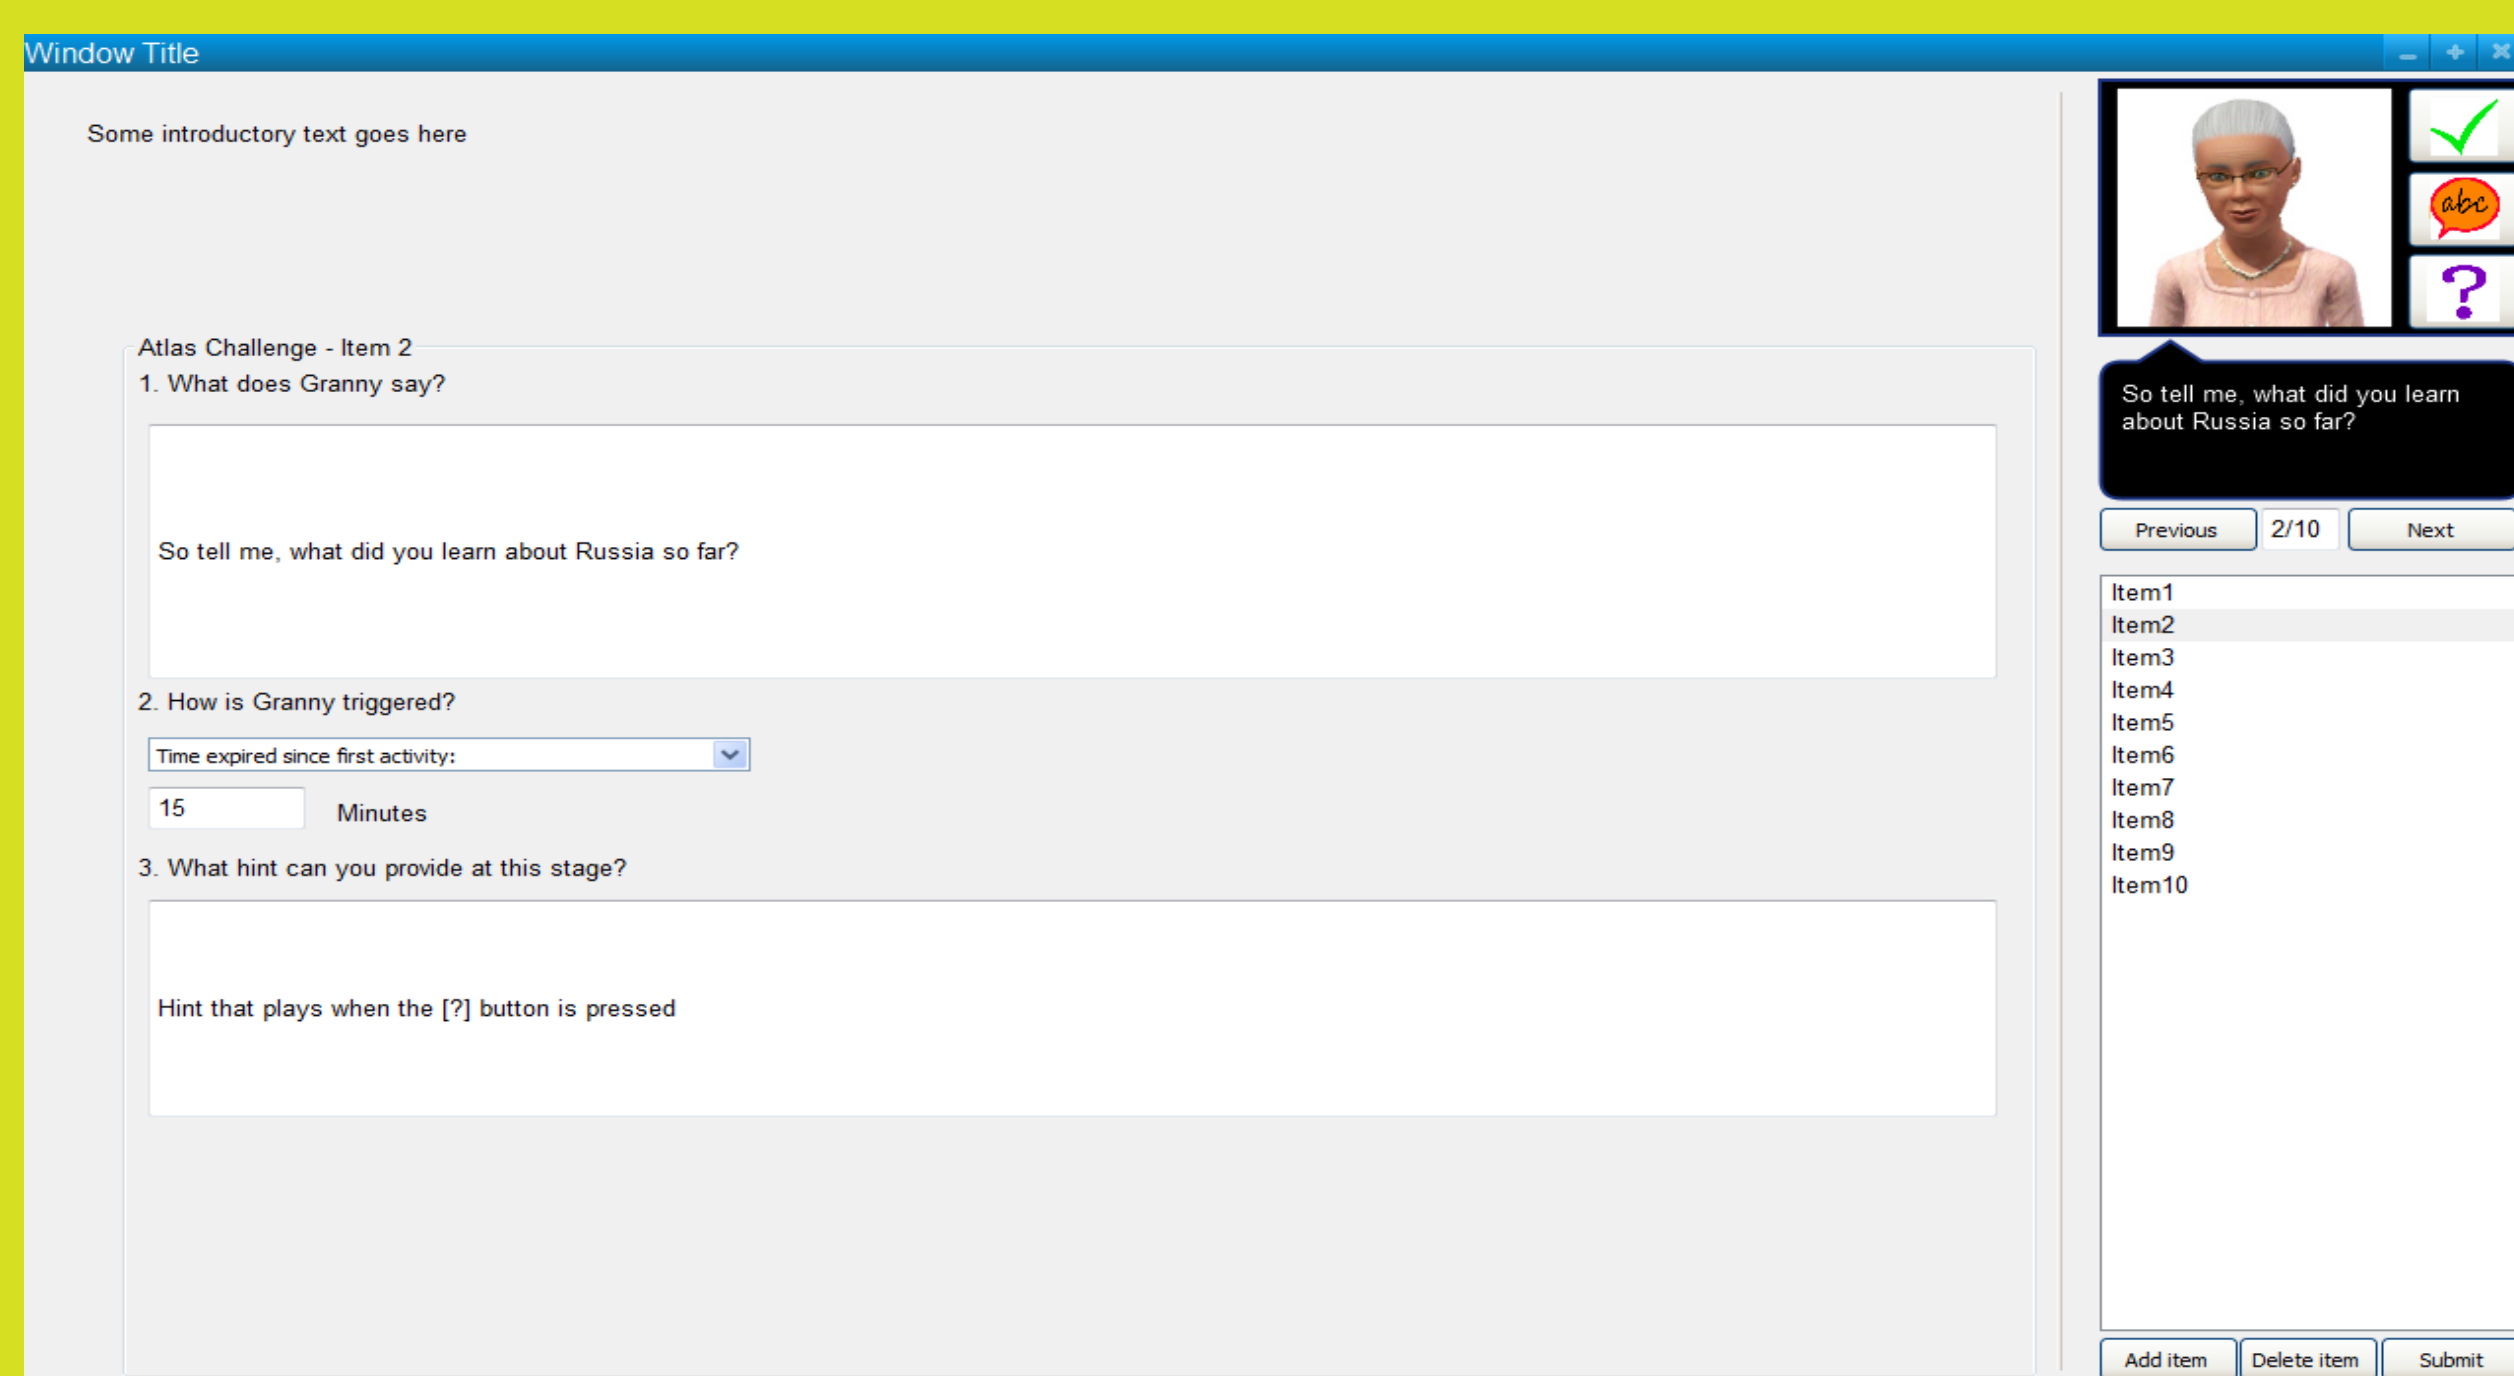 Window Title
Some introductory text goes here
Atlas Challenge - Item 2
1. What does Granny say?
So tell me, what did you learn about Russia so far?
2. How is Granny triggered?
Time expired since first activity:
15 Minutes
3. What hint can you provide at this stage?
Hint that plays when the [?] button is pressed
abc
?
So tell me, what did you learn
about Russia so far?
Previous 2/10 Next
Item1
Item2
Item3
Item4
Item5
Item6
Item7
Item8
Item9
Item10
Add item Delete item Submit